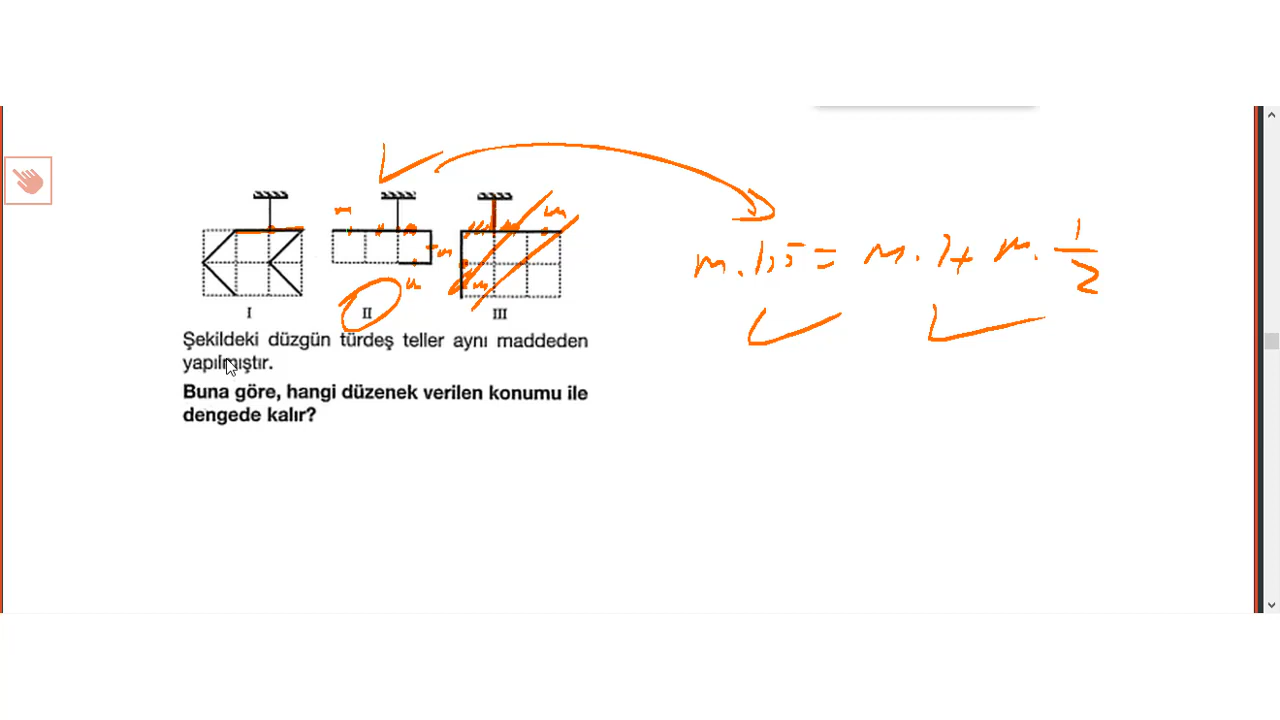 m
m
m
m
m
m . 1,5 = m . 1 + m . 1/2
I
II
III
Şekildeki düzgün türdeş teller aynı maddeden
yapılmıştır.
Buna göre, hangi düzenek verilen konumu ile
dengede kalır?